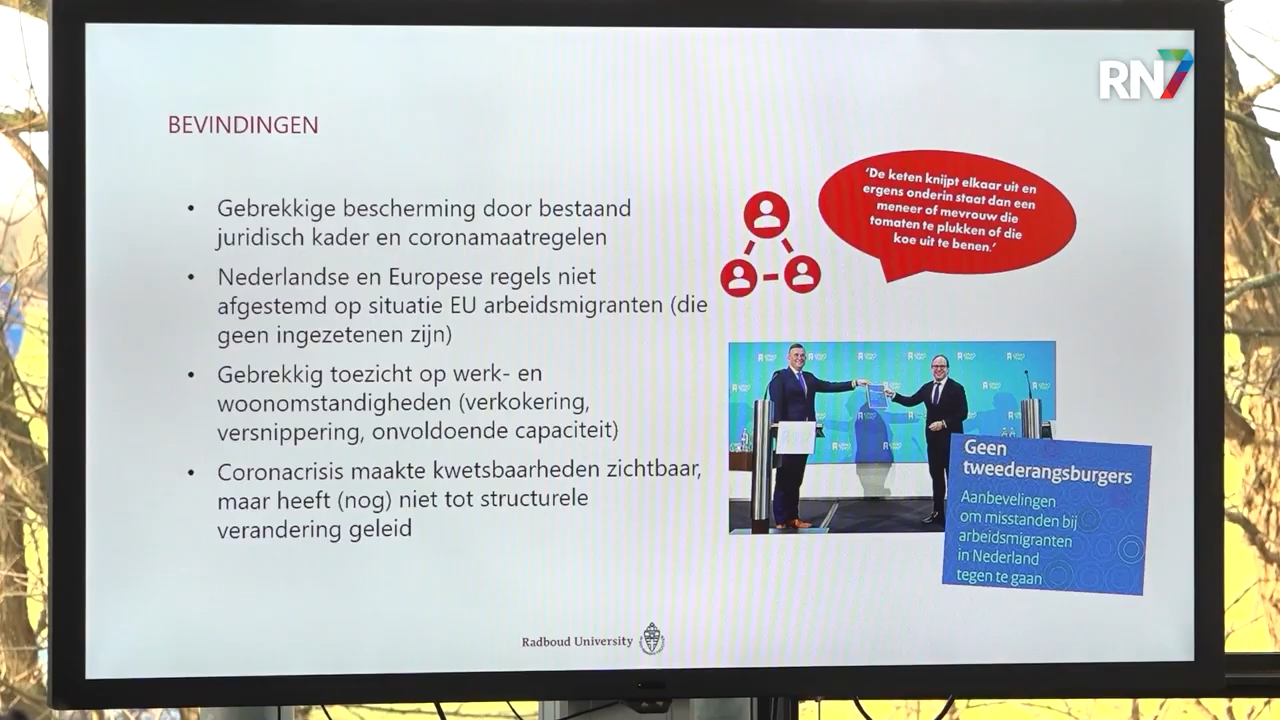 RN7
BEVINDINGEN
• Gebrekkige bescherming door bestaand
juridisch kader en coronamaatregelen
• Nederlandse en Europese regels niet
afgestemd op situatie EU arbeidsmigranten (die
geen ingezetenen zijn)
• Gebrekkig toezicht op werk- en
woonomstandigheden (verkokering,
versnippering, onvoldoende capaciteit)
• Coronacrisis maakte kwetsbaarheden zichtbaar,
maar heeft (nog) niet tot structurele
verandering geleid
‘De keten knijpt elkaar uit en
ergens onderin staat dan een
meneer of mevrouw die
tomaten te plukken of die
koe uit te benen.’
Geen
tweederangsburgers
Aanbevelingen
om misstanden bij
arbeidsmigranten
in Nederland
tegen te gaan
Radboud University